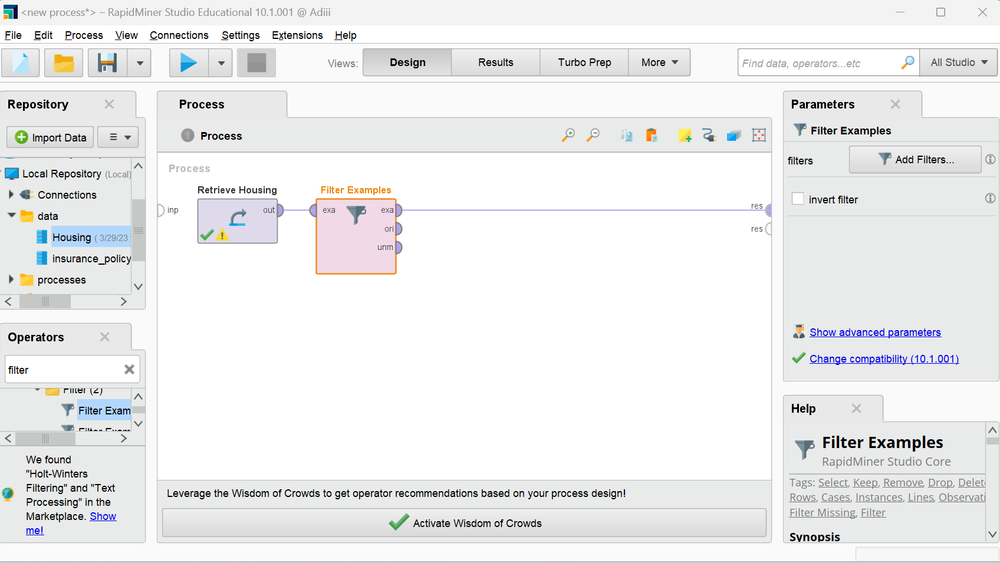 <new process*> – RapidMiner Studio Educational 10.1.001 @ Adiii
File Edit Process View Connections Settings Extensions Help
Views: Design Results Turbo Prep More
Find data, operators...etc All Studio
Repository
Import Data
Local Repository (Local)
Connections
data
Housing ( 3/29/23
insurance_policy
processes
Operators
filter
Filter (2)
Filter Exam
Filter Exam
We found
"Holt-Winters
Filtering" and "Text
Processing" in the
Marketplace. Show
me!
Process
Process
Process
Retrieve Housing
Filter Examples
inp
out
exa
exa
ori
unm
res
res
Leverage the Wisdom of Crowds to get operator recommendations based on your process design!
Activate Wisdom of Crowds
Parameters
Filter Examples
filters Add Filters...
invert filter
Show advanced parameters
Change compatibility (10.1.001)
Help
Filter Examples
RapidMiner Studio Core
Tags: Select, Keep, Remove, Drop, Delete
Rows, Cases, Instances, Lines, Observati
Filter Missing, Filter
Synopsis